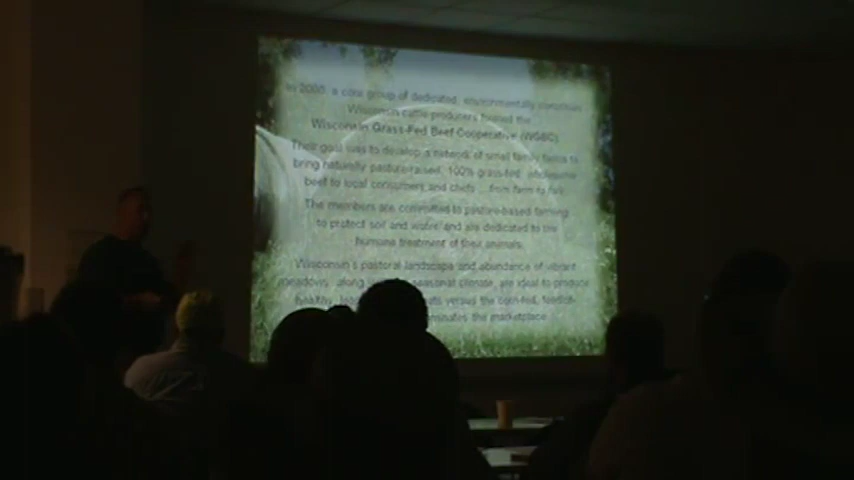 In 2000, a core group of dedicated, environmentally conscious
Wisconsin cattle producers formed the
Wisconsin Grass-Fed Beef Cooperative (WGBC)
Their goal was to develop a network of small family farms to
bring naturally pasture-raised, 100% grass-fed, wholesome
beef to local consumers and chefs ... from farm to
The members are committed to pasture-based farming
to protect soil and water and are dedicated to the
humane treatment of their animals.
Wisconsin's pastoral landscape and abundance of vibrant
meadows, along seasonal climate, are ideal to produce
healthy, versus the corn-fed, feedlot-
the marketplace.